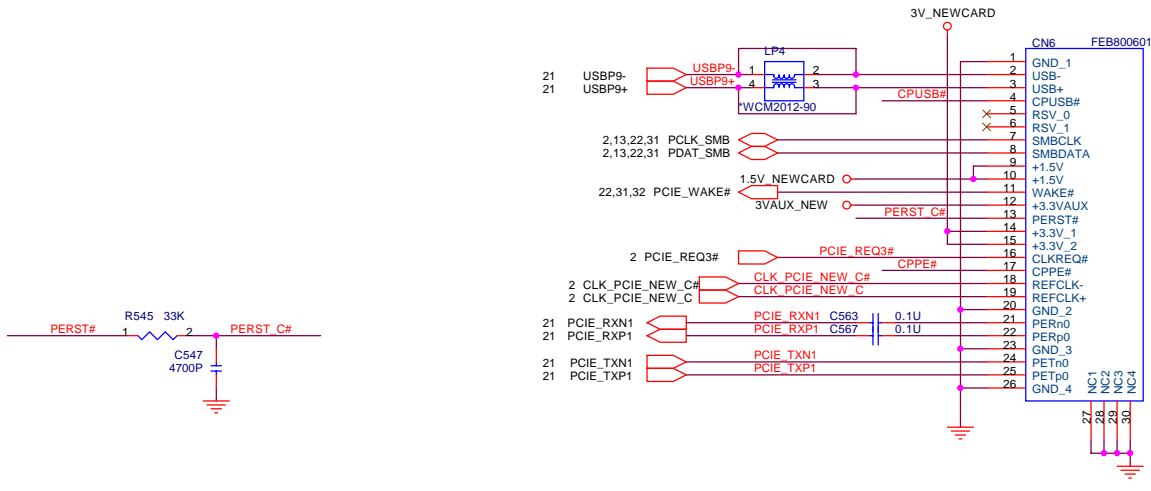 3V_NEWCARD
CN6 FEB800601
LP4
21 USBP9- USBP9- 1 2
21 USBP9+ USBP9+ 4 3
*WCM2012-90
1 GND_1
2 USB-
3 USB+
CPUSB# 4 CPUSB#
5 RSV_0
6 RSV_1
2,13,22,31 PCLK_SMB 7 SMBCLK
2,13,22,31 PDAT_SMB 8 SMBDATA
9 +1.5V
1.5V_NEWCARD 10 +1.5V
22,31,32 PCIE_WAKE# 11 WAKE#
3VAUX_NEW 12 +3.3VAUX
PERST_C# 13 PERST#
14 +3.3V_1
15 +3.3V_2
2 PCIE_REQ3# PCIE_REQ3# 16 CLKREQ#
CPPE# 17 CPPE#
2 CLK_PCIE_NEW_C# CLK_PCIE_NEW_C# 18 REFCLK-
2 CLK_PCIE_NEW_C CLK_PCIE_NEW_C 19 REFCLK+
20 GND_2
21 PCIE_RXN1 PCIE_RXN1 C563 0.1U 21 PERn0
21 PCIE_RXP1 PCIE_RXP1 C567 0.1U 22 PERp0
23 GND_3
21 PCIE_TXN1 PCIE_TXN1 24 PETn0
21 PCIE_TXP1 PCIE_TXP1 25 PETp0
26 GND_4
NC1 NC2 NC3 NC4
27 28 29 30
R545 33K
PERST# 1 2 PERST_C#
C547
4700P